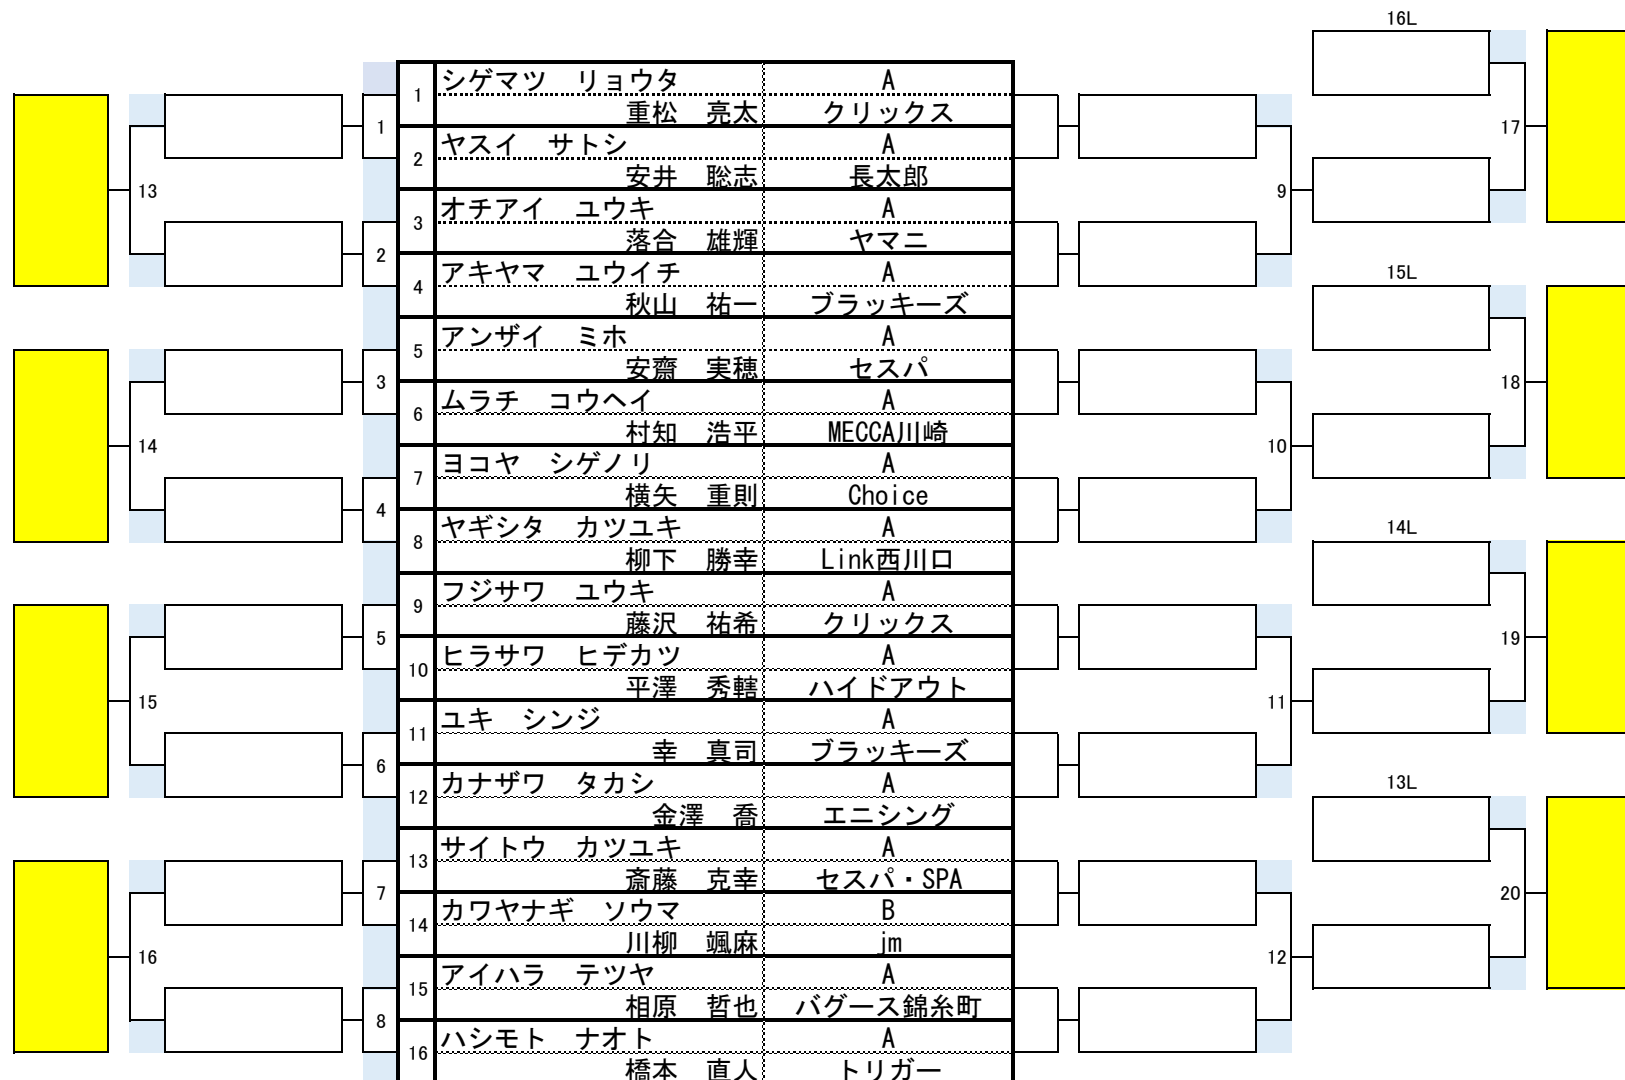 16L
シゲマツ　リョウタ A
1
重松　亮太 クリックス
1 17
ヤスイ　サトシ A
2
安井　聡志 長太郎
13 9
オチアイ　ユウキ A
3
落合　雄輝 ヤマニ
2
アキヤマ　ユウイチ A 15L
4
秋山　祐一 ブラッキーズ
アンザイ　ミホ A
5
安齋　実穂 セスパ
3 18
ムラチ　コウヘイ A
6
村知　浩平 MECCA川崎
14 10
ヨコヤ　シゲノリ A
7
横矢　重則 Choice
4
ヤギシタ　カツユキ A 14L
8
柳下　勝幸 Link西川口
フジサワ　ユウキ A
9
藤沢　祐希 クリックス
5 19
ヒラサワ　ヒデカツ A
10
平澤　秀轄 ハイドアウト
15 11
ユキ　シンジ A
11
幸　真司 ブラッキーズ
6
カナザワ　タカシ A 13L
12
金澤　喬 エニシング
サイトウ　カツユキ A
13
斎藤　克幸 セスパ・SPA
7 20
カワヤナギ　ソウマ B
14
川柳　颯麻 jm
16 12
アイハラ　テツヤ A
15
相原　哲也 バグース錦糸町
8
ハシモト　ナオト A
16
橋本　直人 トリガー